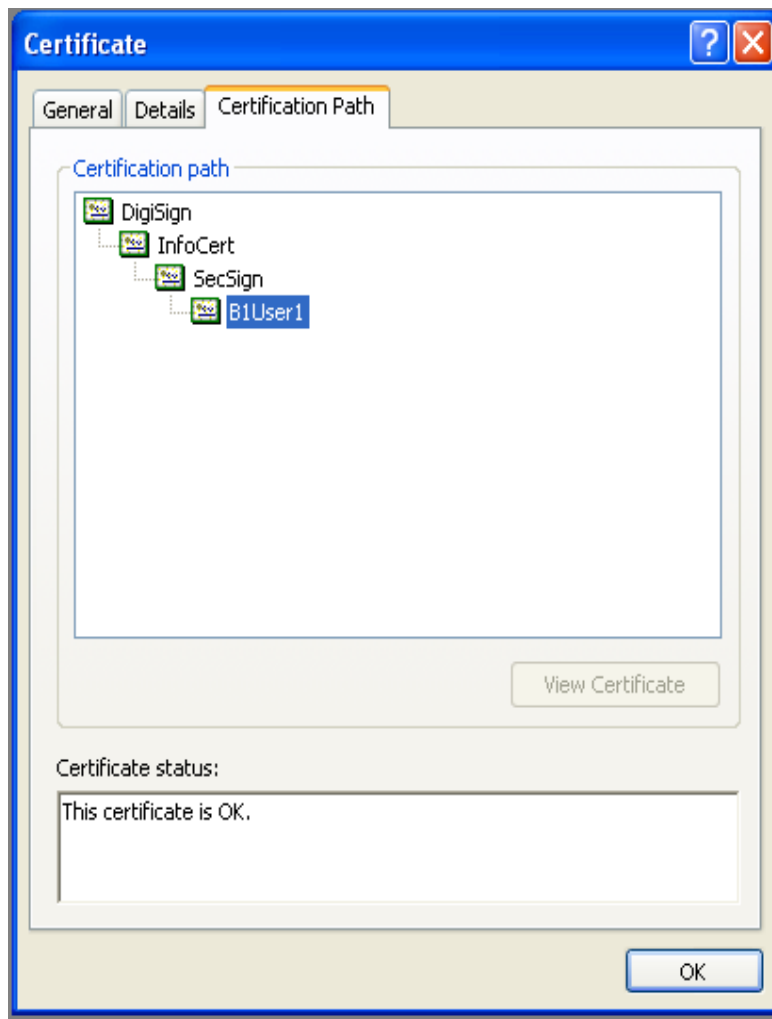 Certificate
?
General Details Certification Path
Certification path
DigiSign
InfoCert
SecSign
B1User1
View Certificate
Certificate status:
This certificate is OK.
OK